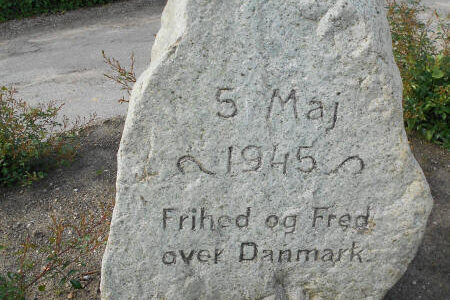 5 Maj
~1945~
Frihed og Fred
over Danmark.